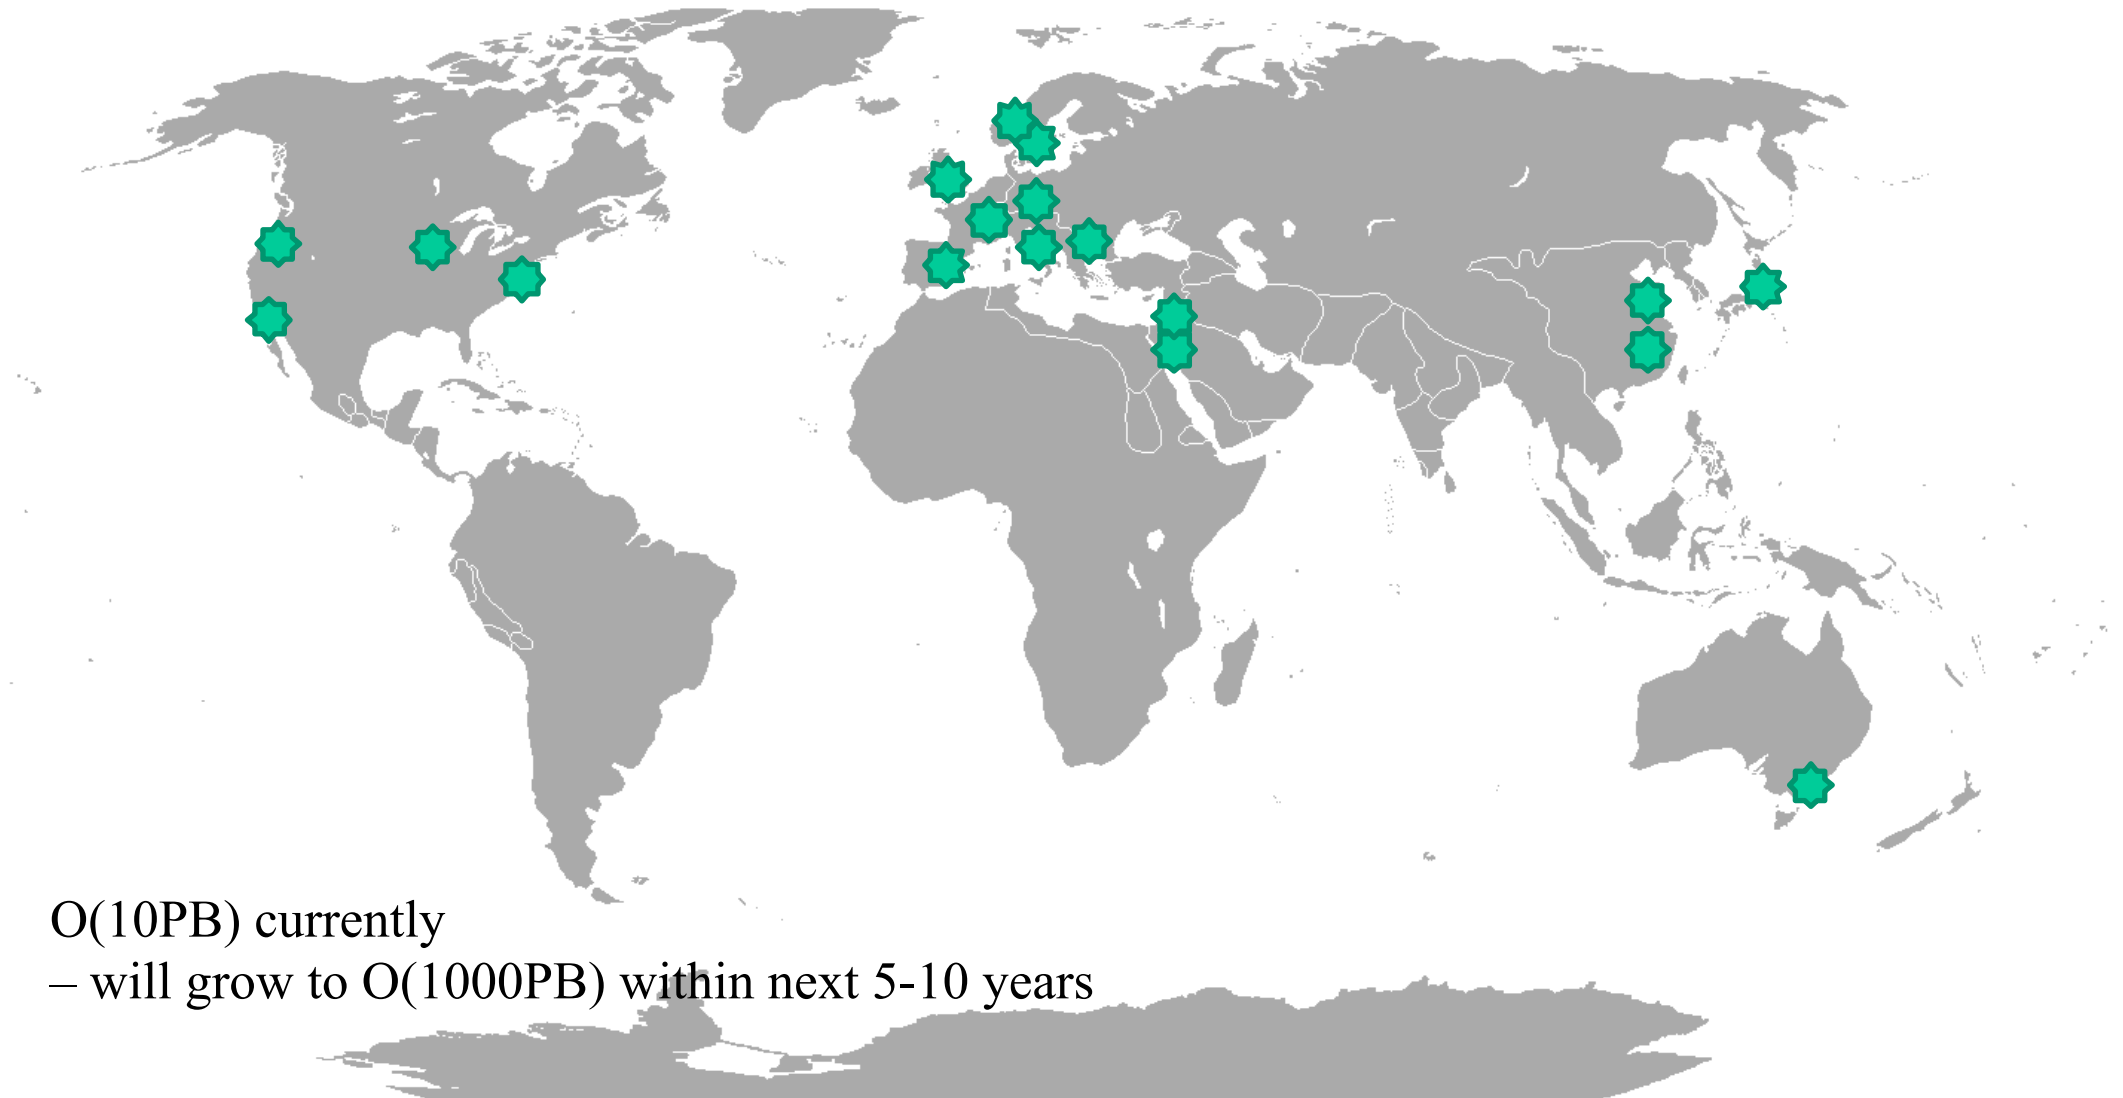 O(10PB) currently
– will grow to O(1000PB) within next 5-10 years